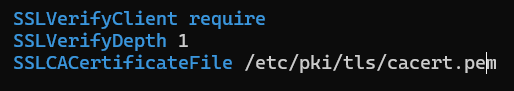 SSLVerifyClient require
SSLVerifyDepth 1
SSLCACertificateFile /etc/pki/tls/cacert.pem